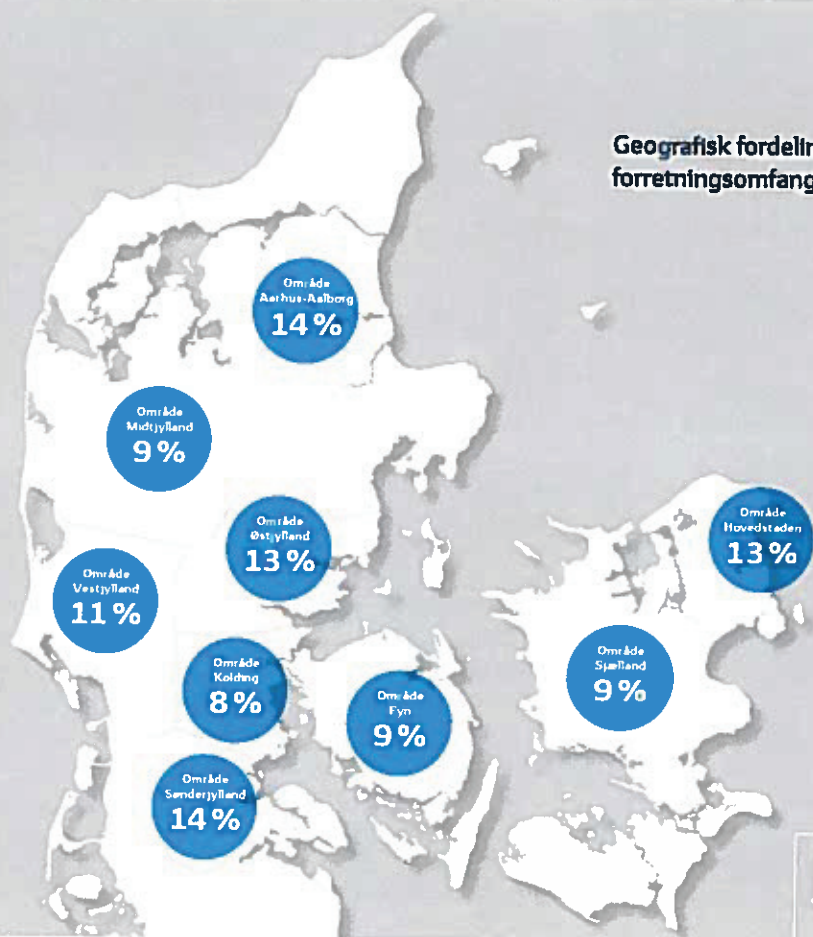 Geografisk fordelin
forretningsomfang
Område
Aarhus-Aalborg
14 %
Område
Midtjylland
9 %
Område
Østjylland
13 %
Område
Hovedstaden
13 %
Område
Vestjylland
11 %
Område
Sjælland
9 %
Område
Kolding
8 %
Område
Fyn
9 %
Område
Sønderjylland
14 %